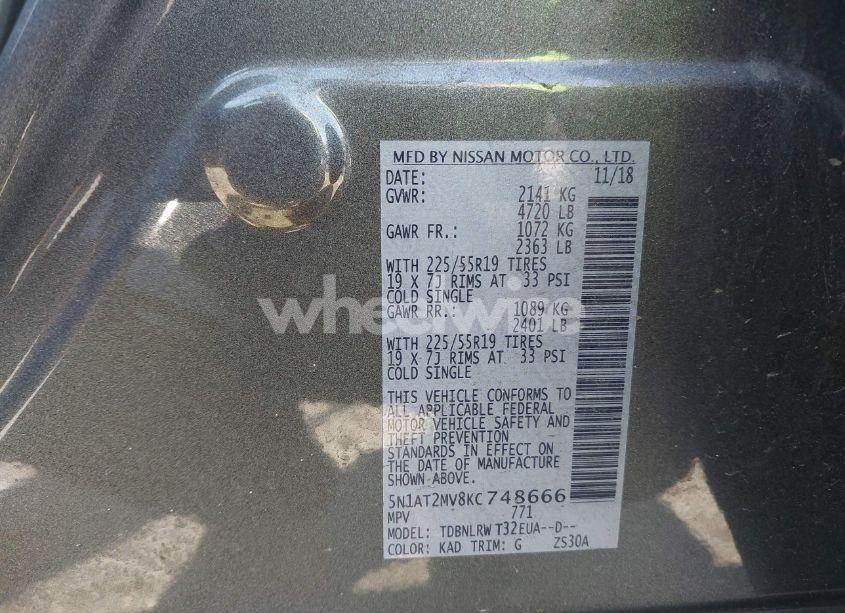 MFD BY NISSAN MOTOR CO., LTD.
DATE: 11/18
GVWR: 2141 KG
4720 LB
GAWR FR.: 1072 KG
2363 LB
WITH 225/55R19 TIRES
19 X 7J RIMS AT 33 PSI
COLD SINGLE
GAWR RR.: 1089 KG
2401 LB
WITH 225/55R19 TIRES
19 X 7J RIMS AT 33 PSI
COLD SINGLE
THIS VEHICLE CONFORMS TO
ALL APPLICABLE FEDERAL
MOTOR VEHICLE SAFETY AND
THEFT PREVENTION
STANDARDS IN EFFECT ON
THE DATE OF MANUFACTURE
SHOWN ABOVE.
5N1AT2MV8KC748666
MPV 771
MODEL: TDBNLRW T32EUA--D--
COLOR: KAD TRIM: G ZS30A
wheelwire